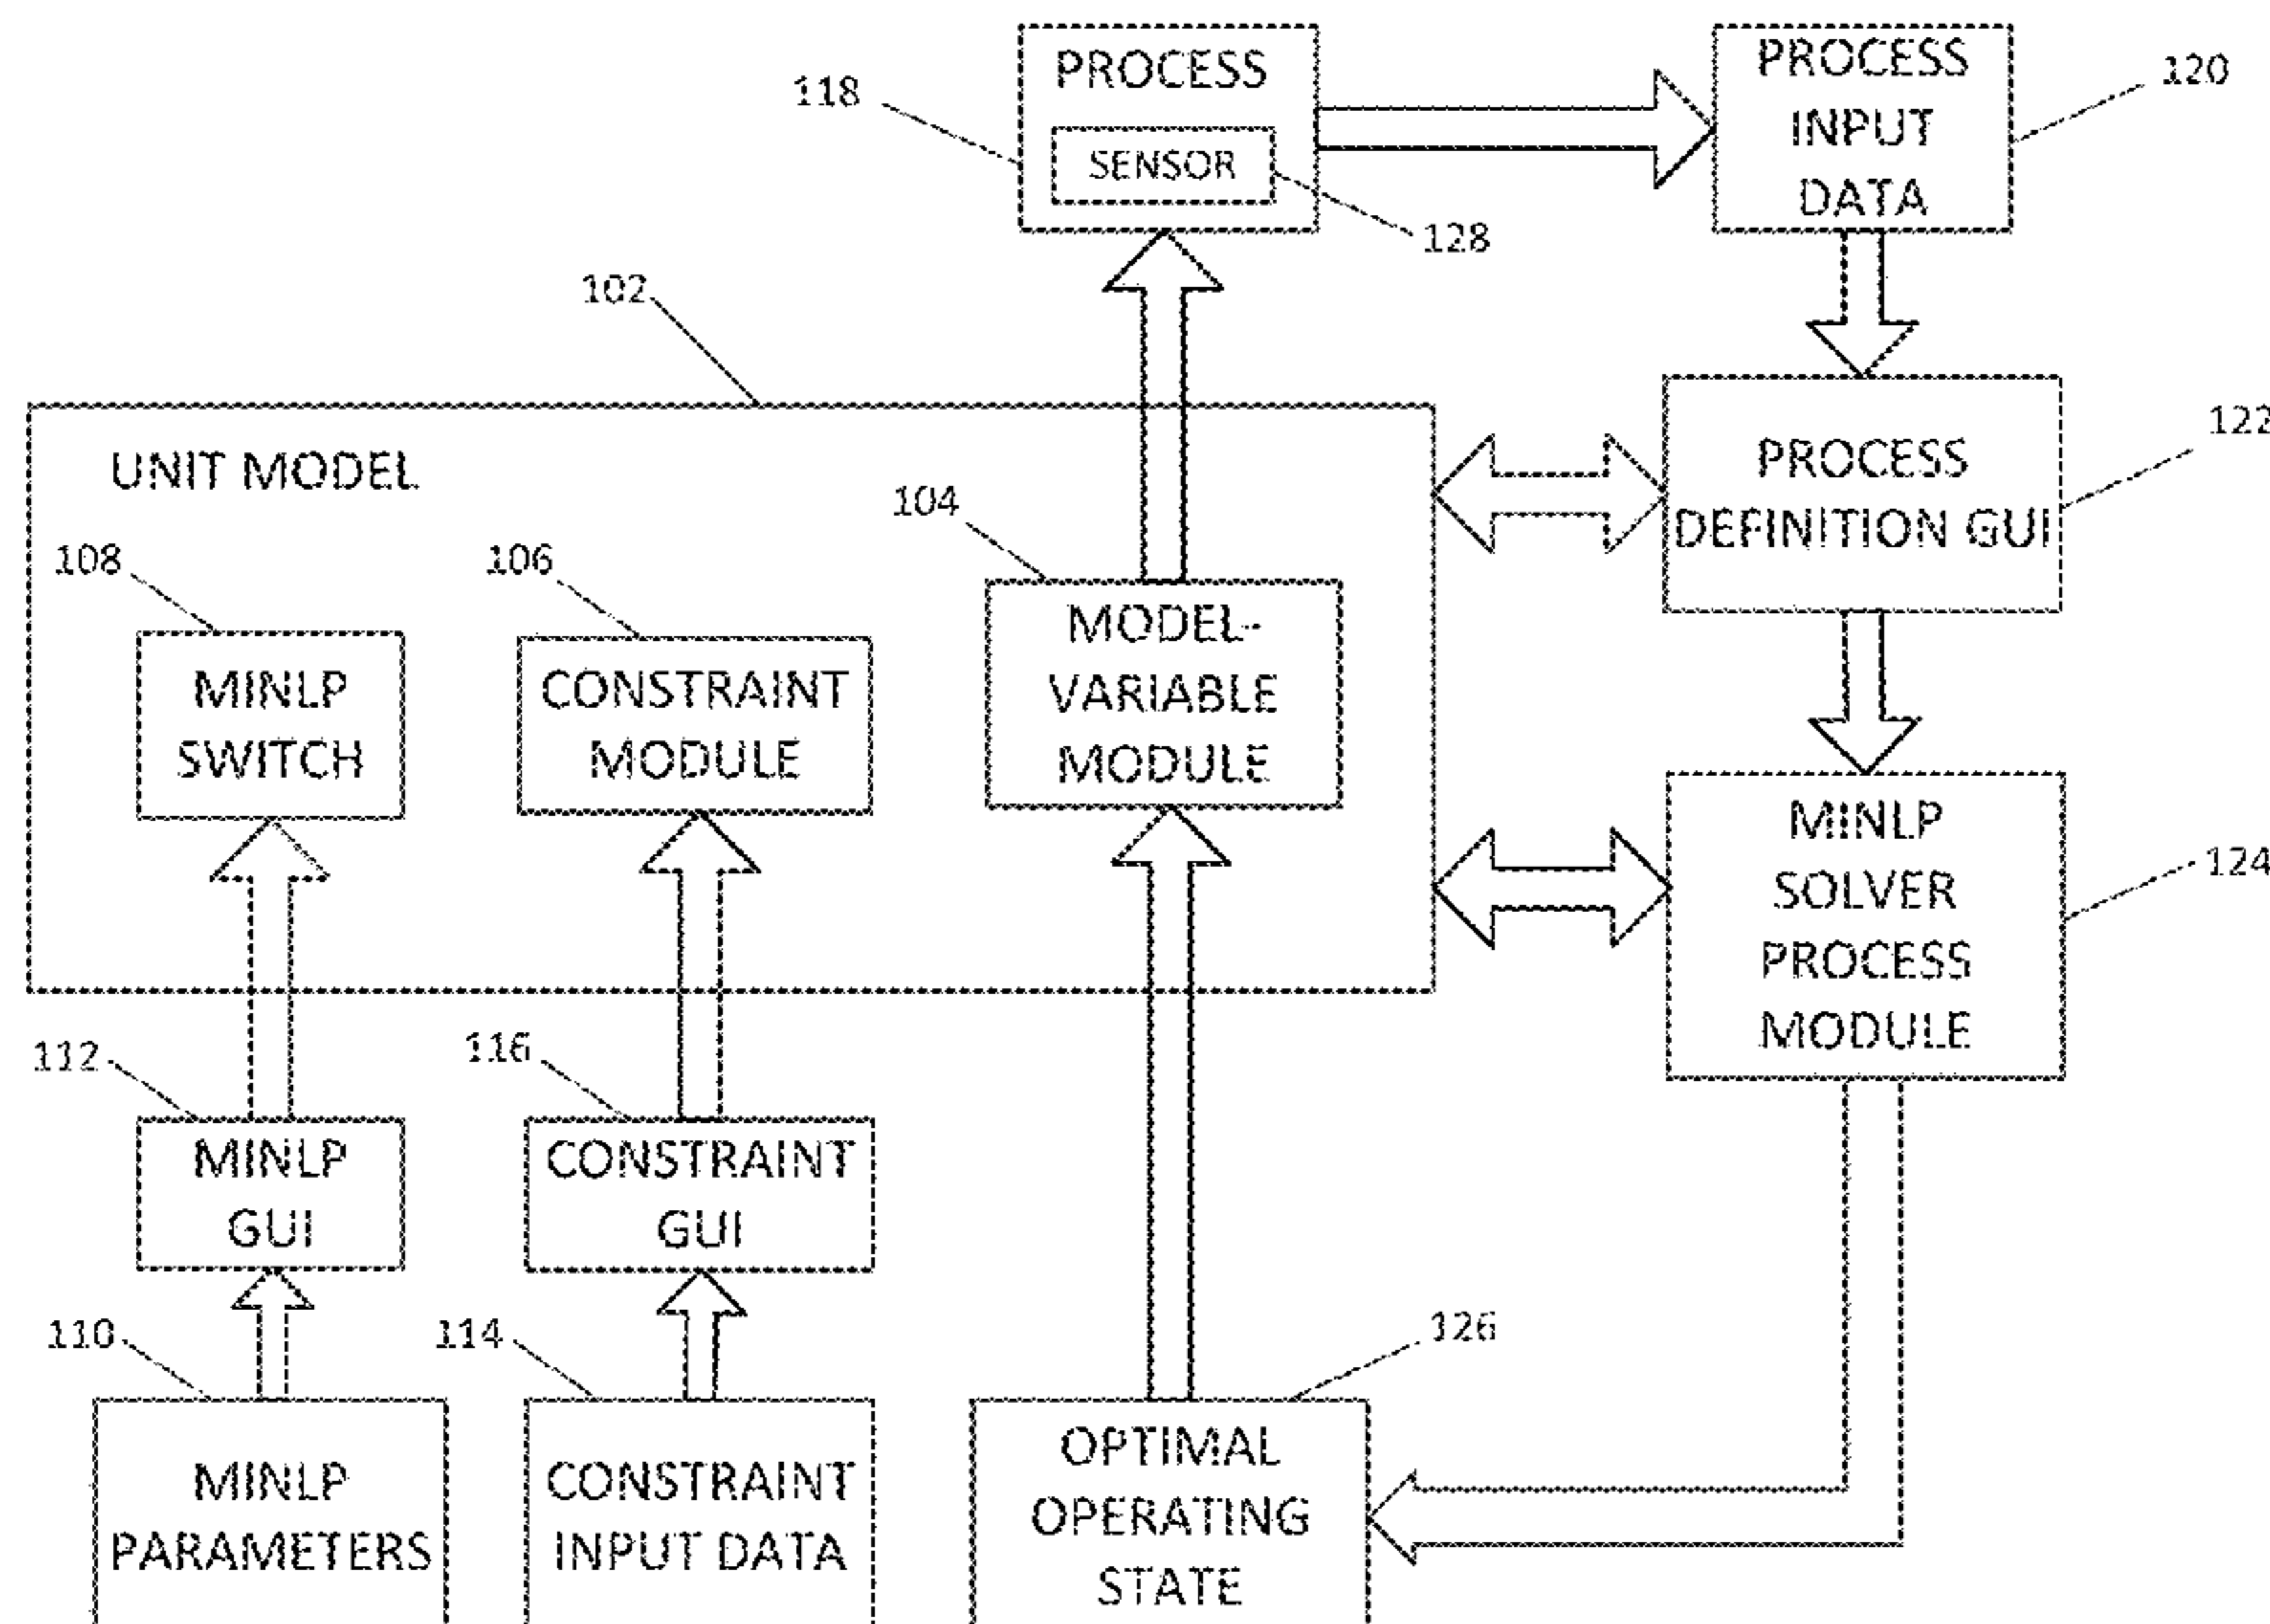 PROCESS
118
SENSOR
128
PROCESS
INPUT
DATA
120
102
UNIT MODEL
104
PROCESS
DEFINITION GUI
122
108
106
MODEL-
VARIABLE
MODULE
MINLP
SWITCH
CONSTRAINT
MODULE
MINLP
SOLVER
PROCESS
MODULE
124
112
116
MINLP
GUI
CONSTRAINT
GUI
110
114
126
MINLP
PARAMETERS
CONSTRAINT
INPUT DATA
OPTIMAL
OPERATING
STATE